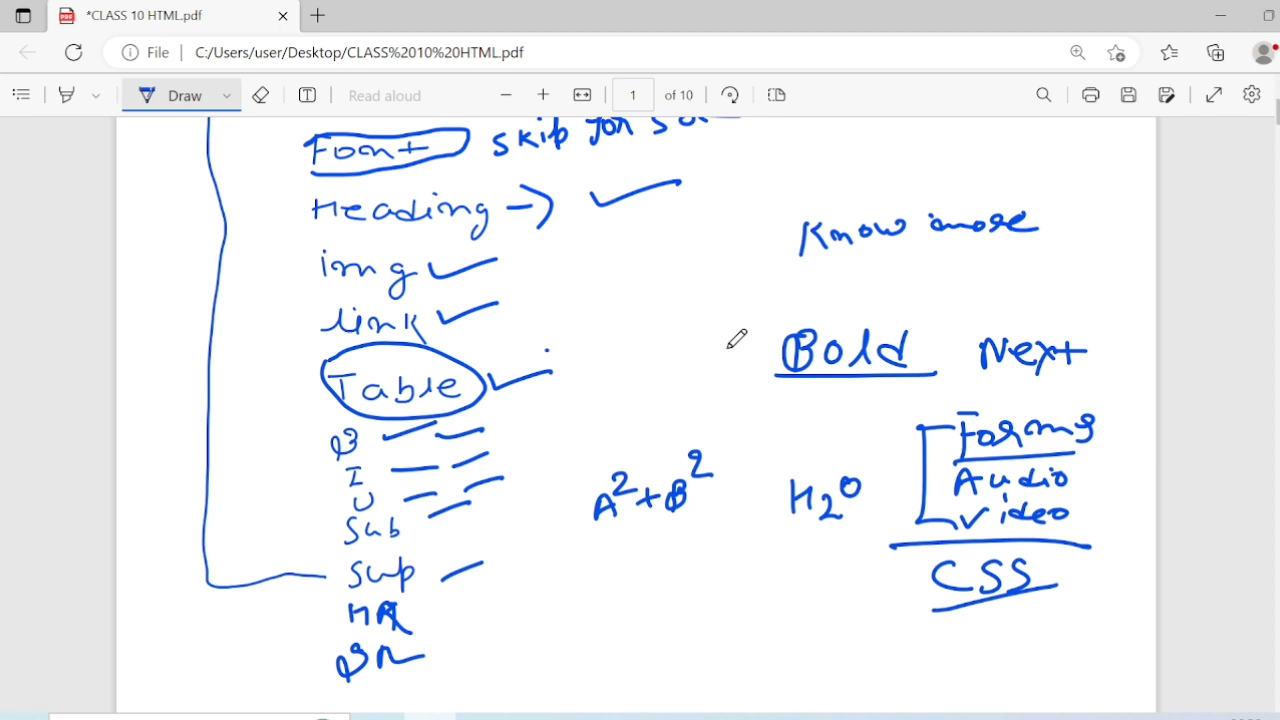 *CLASS 10 HTML.pdf
File C:/Users/user/Desktop/CLASS%2010%20HTML.pdf
Draw Read aloud 1 of 10
Font skip for
Heading →
img
link
Table
B
I
U
Sub
Sup
HR
BR
Know more
Bold Next
A²+B² H₂O
Forms
Audio
Video
CSS